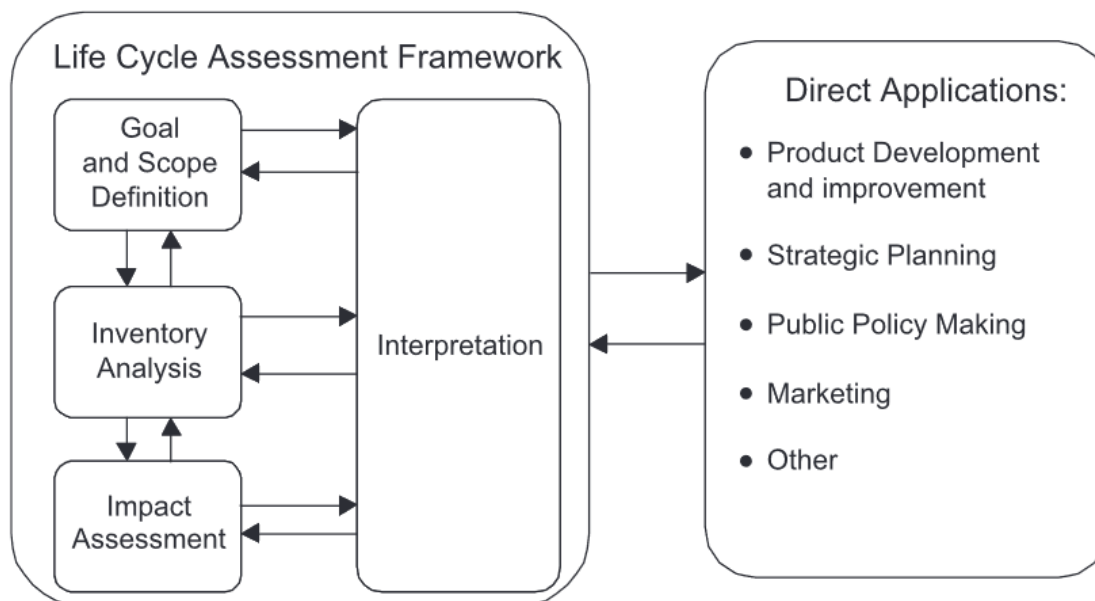 Life Cycle Assessment Framework
Goal
and Scope
Definition
Inventory
Analysis
Impact
Assessment
Interpretation
Direct Applications:
• Product Development
and improvement
• Strategic Planning
• Public Policy Making
• Marketing
• Other